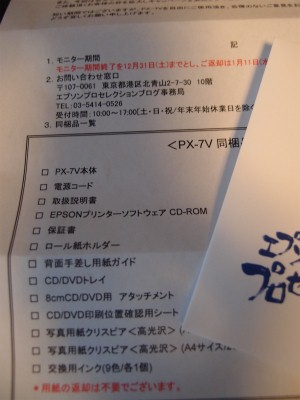 記
1. モニター期間
モニター期間終了を12月31日(土)までとし、ご返却は1月11日(水
2. お問い合わせ窓口
〒107-0061 東京都港区北青山2-7-30 10階
エプソンプロセレクションブログ事務局
TEL: 03-5414-0526
受付時間:10:00~17:00[土・日・祝/年末年始休業日を除
3. 同梱品一覧
<PX-7V 同梱
□ PX-7V本体
□ 電源コード
□ 取扱説明書
□ EPSONプリンターソフトウェア CD-ROM
□ 保証書
□ ロール紙ホルダー
□ 背面手差し用紙ガイド
□ CD/DVDトレイ
□ 8cmCD/DVD用 アタッチメント
□ CD/DVD印刷位置確認用シート
□ 写真用紙クリスピア<高光沢>
□ 写真用紙クリスピア<高光沢> (A4サイズ
□ 交換用インク(9色/各1個)
*用紙の返却は不要でございます。
エプソ
プロセ